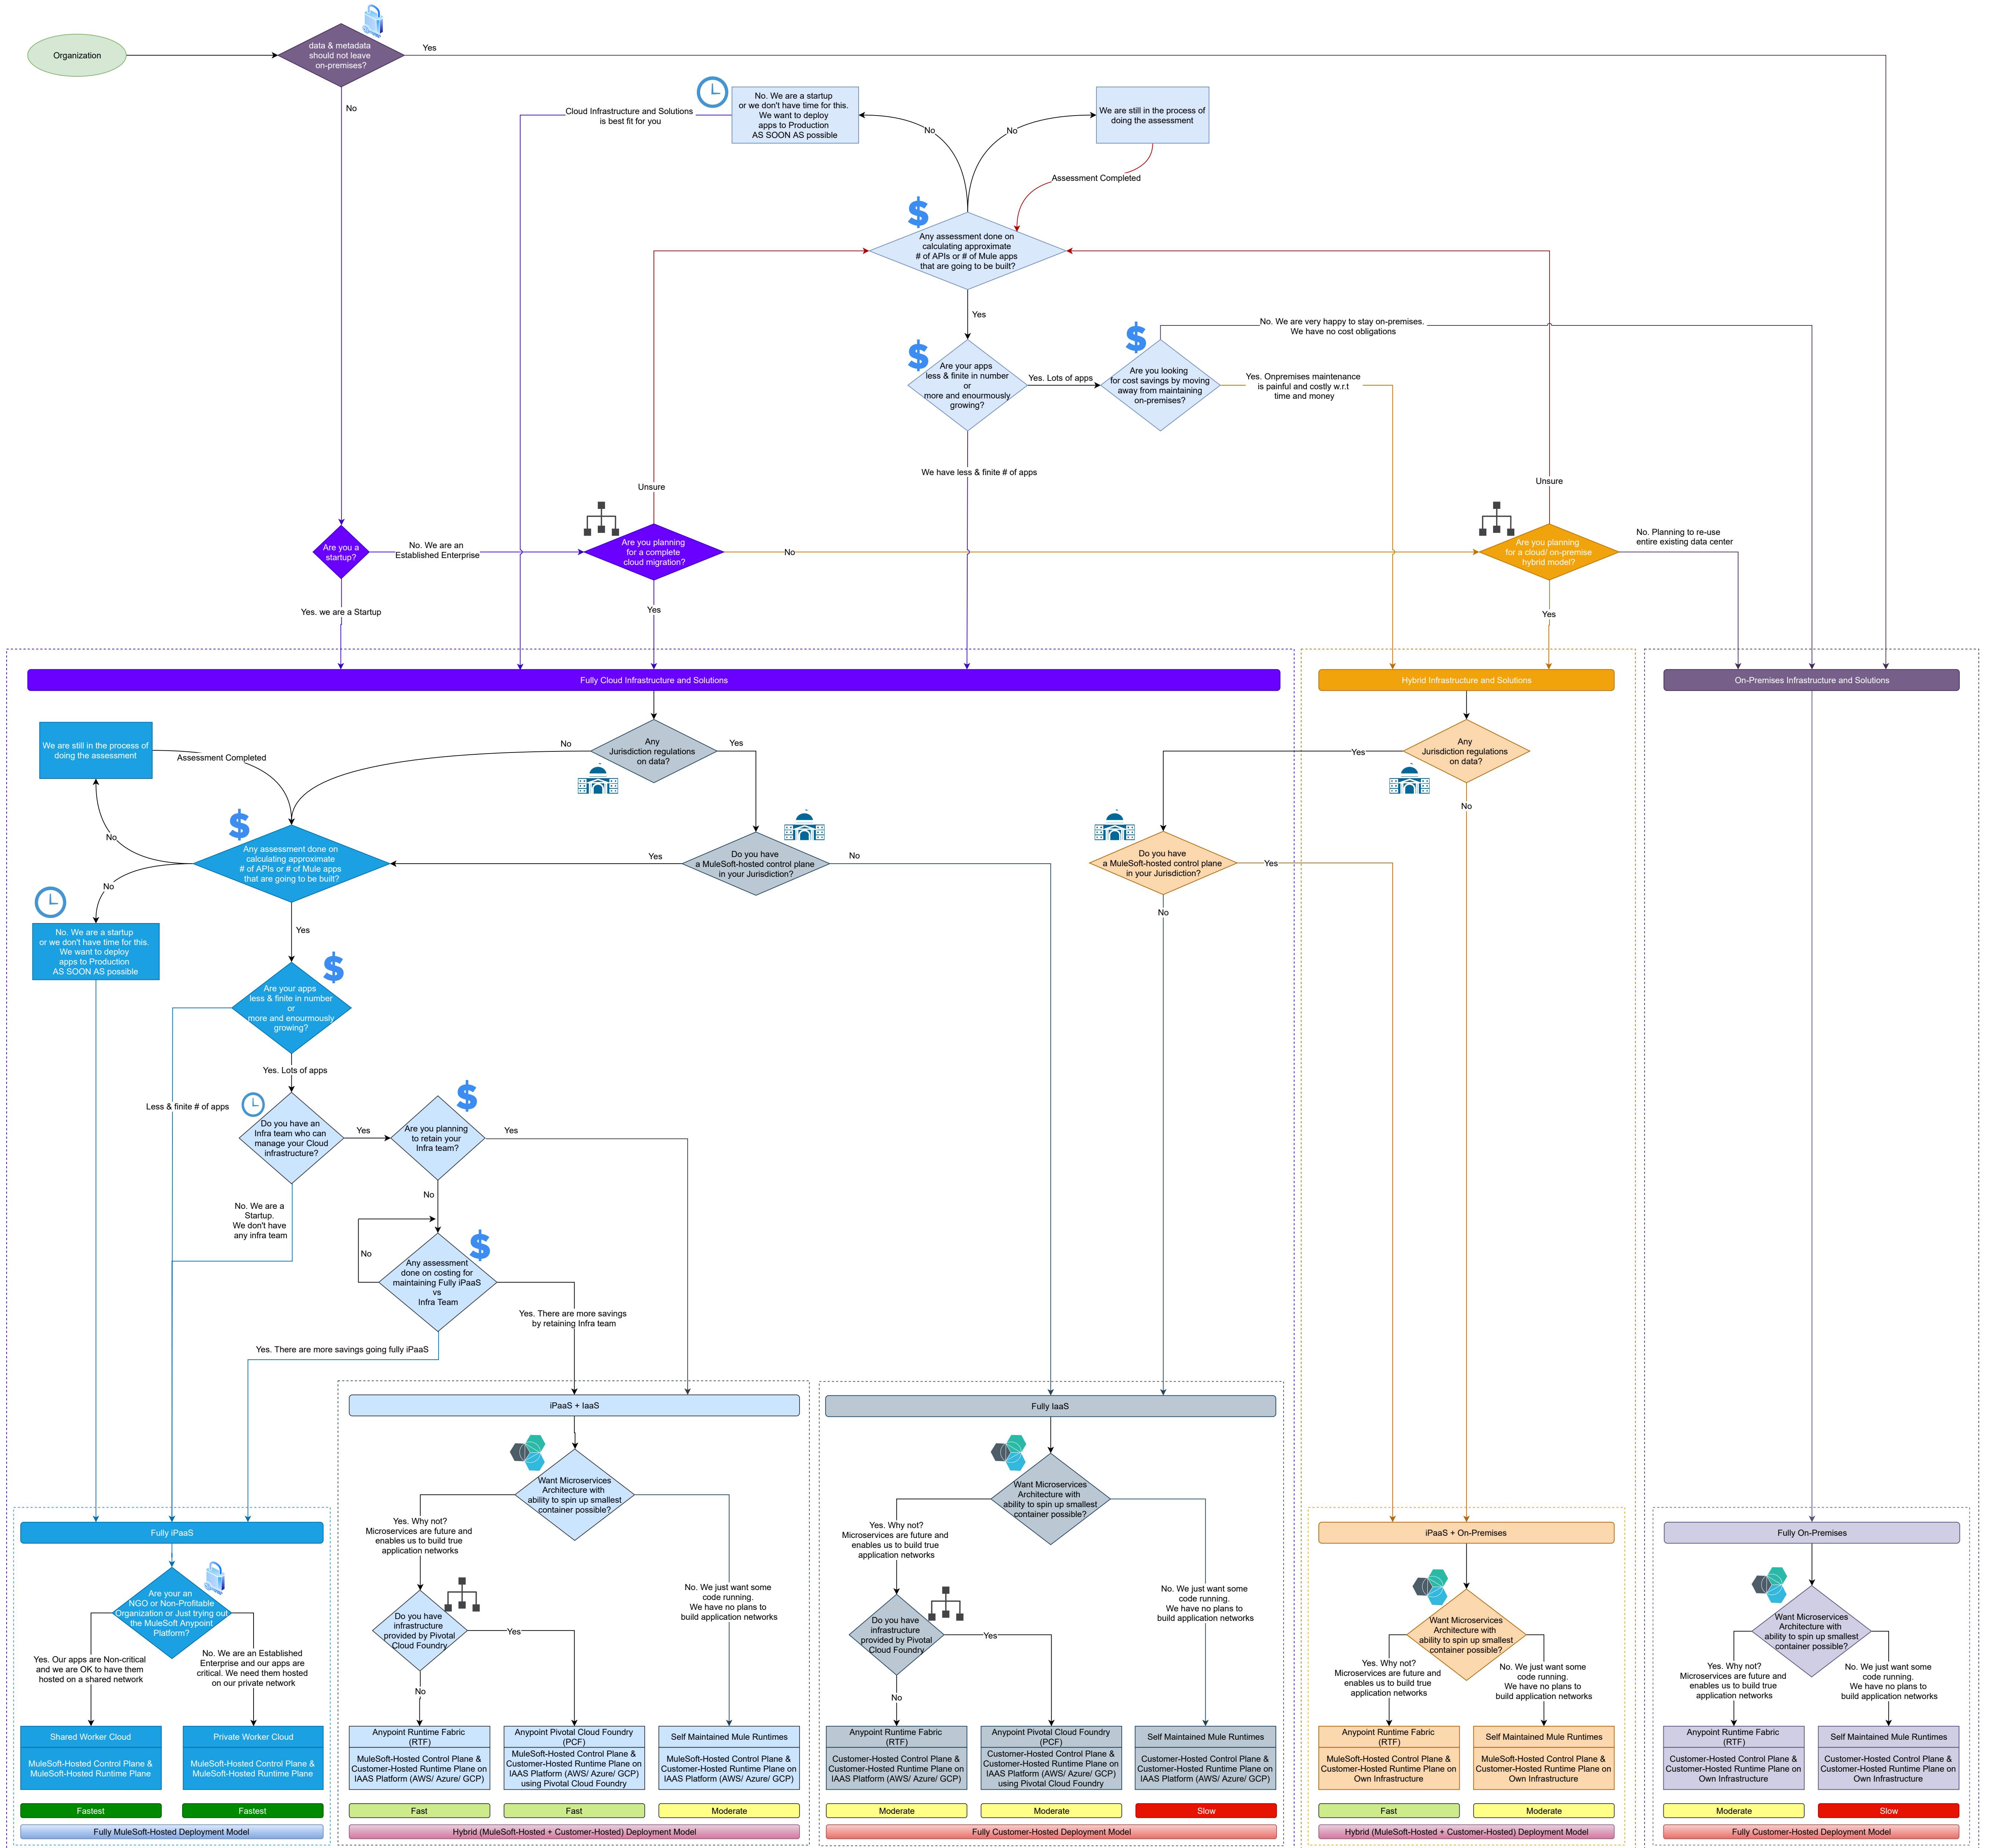 Organization
data & metadata
should not leave
on-premises?
Yes
No
Cloud Infrastructure and Solutions
is best fit for you
No. We are a startup
or we don't have time for this.
We want to deploy
apps to Production
AS SOON AS possible
No
No
We are still in the process of
doing the assessment
Assessment Completed
Any assessment done on
calculating approximate
# of APIs or # of Mule apps
that are going to be built?
Yes
Are your apps
less & finite in number
or
more and enourmously
growing?
Yes. Lots of apps
Are you looking
for cost savings by moving
away from maintaining
on-premises?
No. We are very happy to stay on-premises.
We have no cost obligations
Yes. Onpremises maintenance
is painful and costly w.r.t
time and money
We have less & finite # of apps
Unsure
Unsure
Are you a
startup?
No. We are an
Established Enterprise
Are you planning
for a complete
cloud migration?
No
Are you planning
for a cloud/ on-premise
hybrid model?
No. Planning to re-use
entire existing data center
Yes. we are a Startup
Yes
Yes
Fully Cloud Infrastructure and Solutions
Hybrid Infrastructure and Solutions
On-Premises Infrastructure and Solutions
We are still in the process of
doing the assessment
Assessment Completed
No
Any
Jurisdiction regulations
on data?
Yes
Yes
Any
Jurisdiction regulations
on data?
No
No
Any assessment done on
calculating approximate
# of APIs or # of Mule apps
that are going to be built?
Yes
Do you have
a MuleSoft-hosted control plane
in your Jurisdiction?
No
Do you have
a MuleSoft-hosted control plane
in your Jurisdiction?
Yes
No
No
No. We are a startup
or we don't have time for this.
We want to deploy
apps to Production
AS SOON AS possible
Yes
Are your apps
less & finite in number
or
more and enourmously
growing?
Yes. Lots of apps
Less & finite # of apps
Do you have an
Infra team who can
manage your Cloud
infrastructure?
Yes
Are you planning
to retain your
Infra team?
Yes
No. We are a
Startup.
We don't have
any infra team
No
No
Any assessment
done on costing for
maintaining Fully iPaaS
vs
Infra Team
Yes. There are more savings
by retaining Infra team
Yes. There are more savings going fully iPaaS
iPaaS + IaaS
Fully IaaS
Want Microservices
Architecture with
ability to spin up smallest
container possible?
Want Microservices
Architecture with
ability to spin up smallest
container possible?
Yes. Why not?
Microservices are future and
enables us to build true
application networks
Yes. Why not?
Microservices are future and
enables us to build true
application networks
Fully iPaaS
iPaaS + On-Premises
Fully On-Premises
Are your an
NGO or Non-Profitable
Organization or Just trying out
the MuleSoft Anypoint
Platform?
Do you have
infrastructure
provided by Pivotal
Cloud Foundry
Yes
No. We just want some
code running.
We have no plans to
build application networks
Do you have
infrastructure
provided by Pivotal
Cloud Foundry
Yes
No. We just want some
code running.
We have no plans to
build application networks
Want Microservices
Architecture with
ability to spin up smallest
container possible?
Want Microservices
Architecture with
ability to spin up smallest
container possible?
Yes. Our apps are Non-critical
and we are OK to have them
hosted on a shared network
No. We are an Established
Enterprise and our apps are
critical. We need them hosted
on our private network
No
No
Yes. Why not?
Microservices are future and
enables us to build true
application networks
No. We just want some
code running.
We have no plans to
build application networks
Yes. Why not?
Microservices are future and
enables us to build true
application networks
No. We just want some
code running.
We have no plans to
build application networks
Shared Worker Cloud
MuleSoft-Hosted Control Plane &
MuleSoft-Hosted Runtime Plane
Private Worker Cloud
MuleSoft-Hosted Control Plane &
MuleSoft-Hosted Runtime Plane
Anypoint Runtime Fabric
(RTF)
MuleSoft-Hosted Control Plane &
Customer-Hosted Runtime Plane on
IAAS Platform (AWS/ Azure/ GCP)
Anypoint Pivotal Cloud Foundry
(PCF)
MuleSoft-Hosted Control Plane &
Customer-Hosted Runtime Plane on
IAAS Platform (AWS/ Azure/ GCP)
using Pivotal Cloud Foundry
Self Maintained Mule Runtimes
MuleSoft-Hosted Control Plane &
Customer-Hosted Runtime Plane on
IAAS Platform (AWS/ Azure/ GCP)
Anypoint Runtime Fabric
(RTF)
Customer-Hosted Control Plane &
Customer-Hosted Runtime Plane on
IAAS Platform (AWS/ Azure/ GCP)
Anypoint Pivotal Cloud Foundry
(PCF)
Customer-Hosted Control Plane &
Customer-Hosted Runtime Plane on
IAAS Platform (AWS/ Azure/ GCP)
using Pivotal Cloud Foundry
Self Maintained Mule Runtimes
Customer-Hosted Control Plane &
Customer-Hosted Runtime Plane on
IAAS Platform (AWS/ Azure/ GCP)
Anypoint Runtime Fabric
(RTF)
MuleSoft-Hosted Control Plane &
Customer-Hosted Runtime Plane on
Own Infrastructure
Self Maintained Mule Runtimes
MuleSoft-Hosted Control Plane &
Customer-Hosted Runtime Plane on
Own Infrastructure
Anypoint Runtime Fabric
(RTF)
Customer-Hosted Control Plane &
Customer-Hosted Runtime Plane on
Own Infrastructure
Self Maintained Mule Runtimes
Customer-Hosted Control Plane &
Customer-Hosted Runtime Plane on
Own Infrastructure
Fastest
Fastest
Fast
Fast
Moderate
Moderate
Moderate
Slow
Fast
Moderate
Moderate
Slow
Fully MuleSoft-Hosted Deployment Model
Hybrid (MuleSoft-Hosted + Customer-Hosted) Deployment Model
Fully Customer-Hosted Deployment Model
Hybrid (MuleSoft-Hosted + Customer-Hosted) Deployment Model
Fully Customer-Hosted Deployment Model